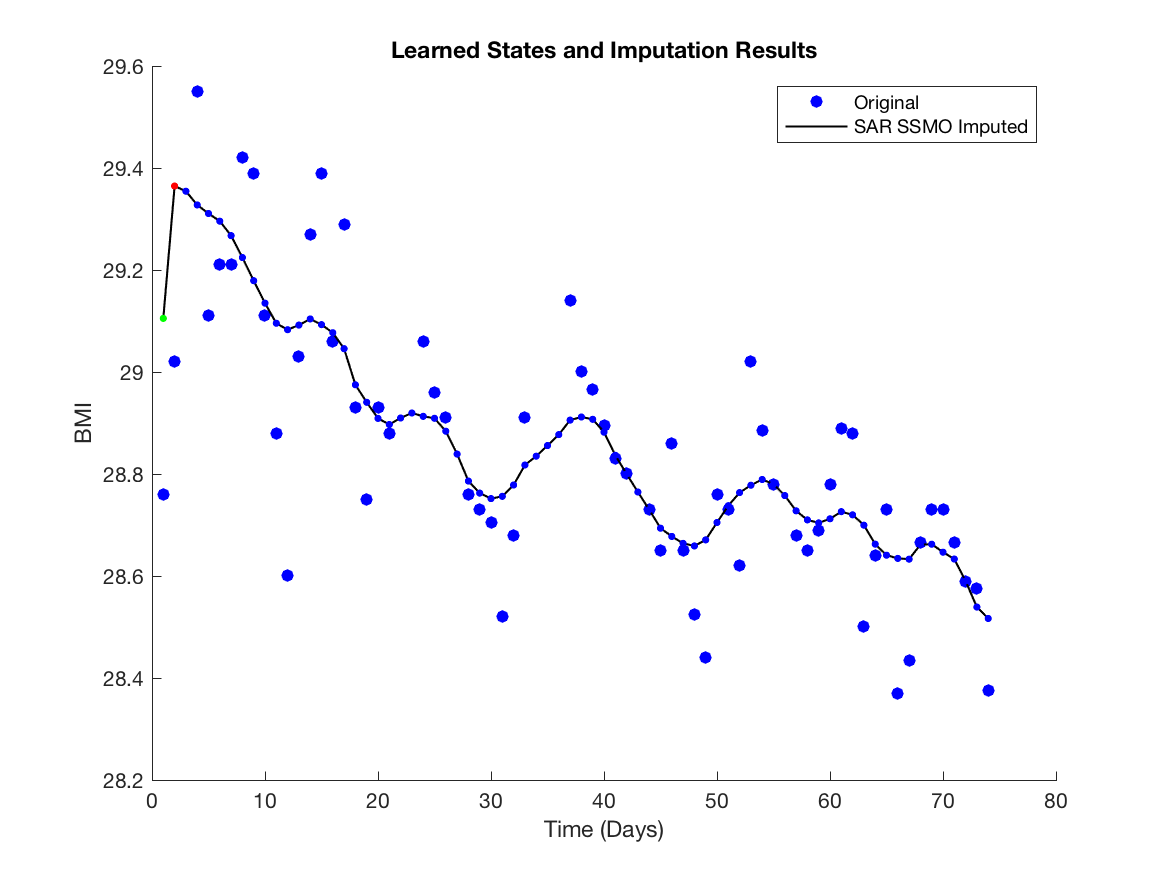 Learned States and Imputation Results
29.6
29.4
29.2
29
28.8
28.6
28.4
28.2
BMI
Original
SAR SSMO Imputed
0 10 20 30 40 50 60 70 80
Time (Days)